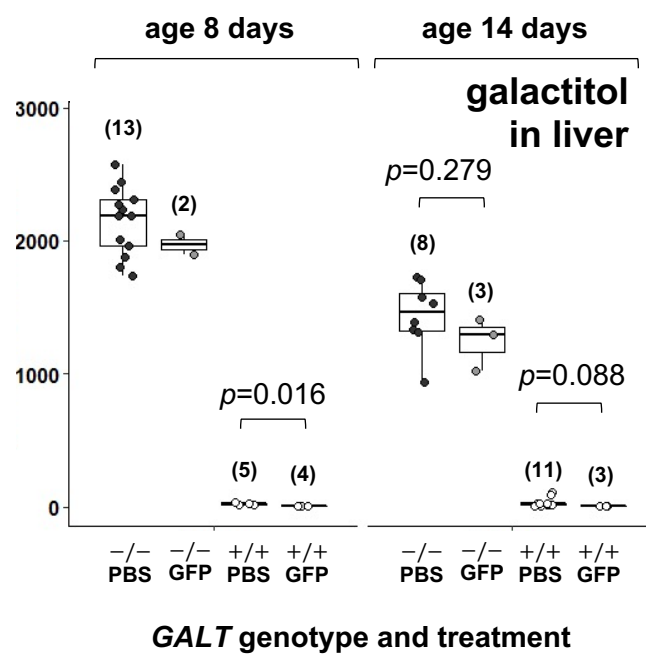 age 8 days
age 14 days
galactitol
in liver
3000
2000
1000
0
(13)
(2)
(5)
(4)
p=0.016
p=0.279
(8)
(3)
p=0.088
(11)
(3)
−/− −/− +/+ +/+
PBS GFP PBS GFP
−/− −/− +/+ +/+
PBS GFP PBS GFP
GALT genotype and treatment